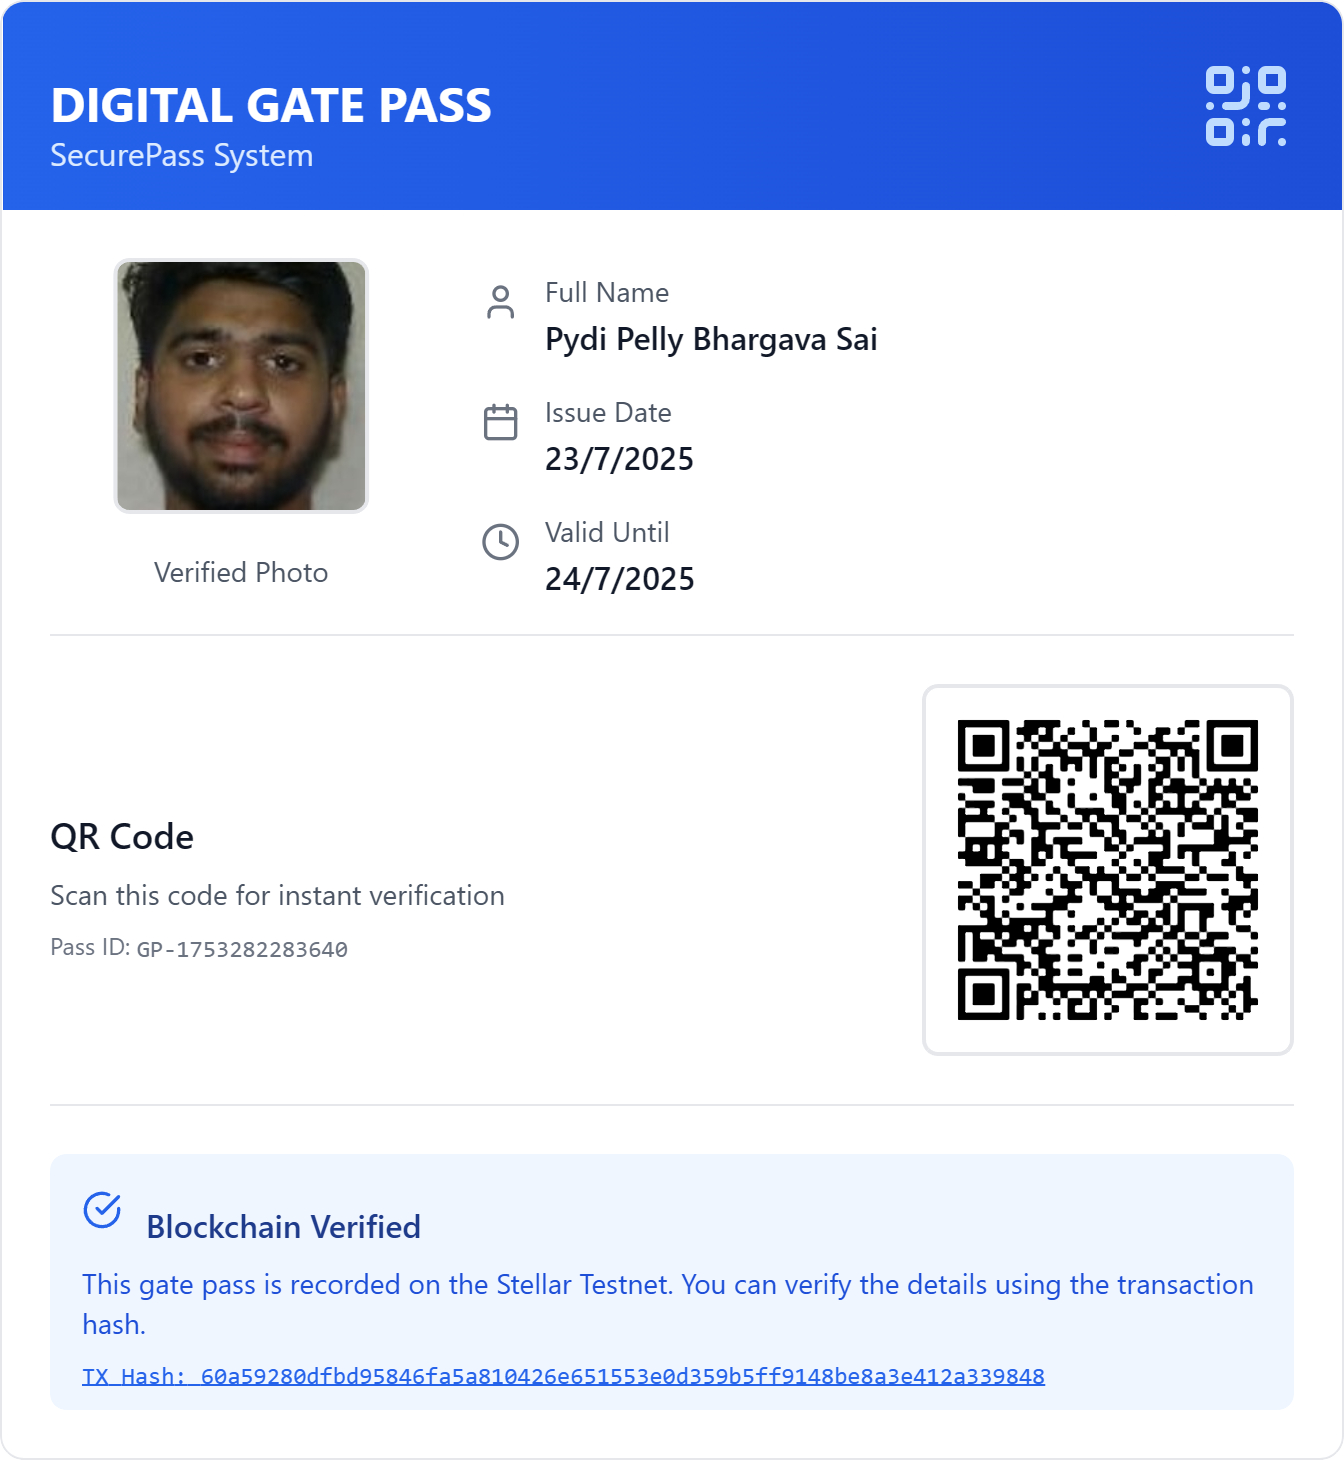 DIGITAL GATE PASS
SecurePass System
Full Name
Pydi Pelly Bhargava Sai
Issue Date
23/7/2025
Valid Until
24/7/2025
Verified Photo
QR Code
Scan this code for instant verification
Pass ID: GP-1753282283640
Blockchain Verified
This gate pass is recorded on the Stellar Testnet. You can verify the details using the transaction
hash.
TX Hash: 60a59280dfbd95846fa5a810426e651553e0d359b5ff9148be8a3e412a339848